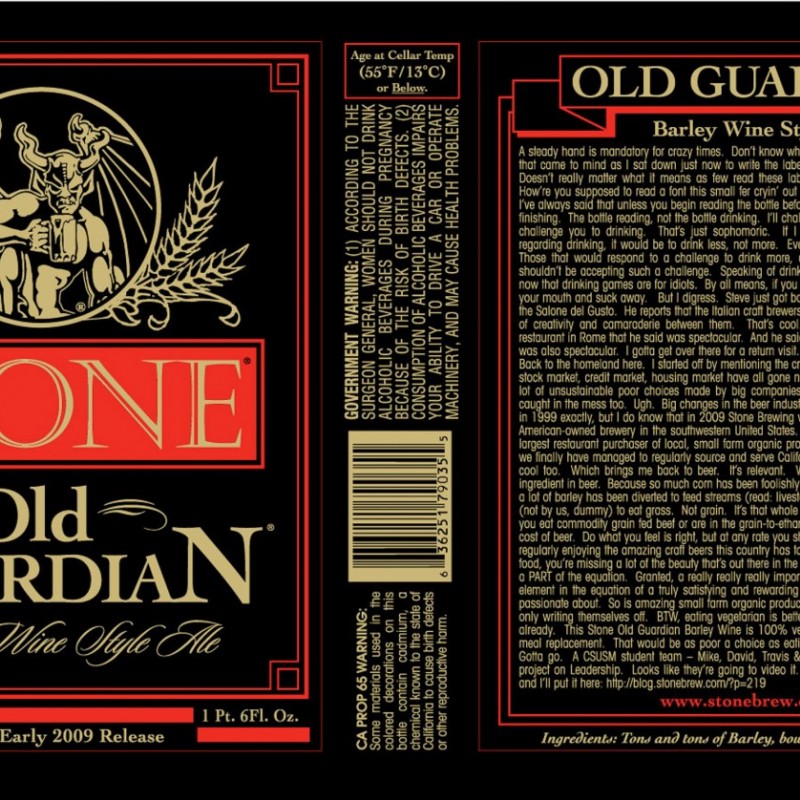 ONE®
Old
RDIAN®
Wine Style Ale
1 Pt. 6Fl. Oz.
Early 2009 Release
Age at Cellar Temp
(55°F/13°C)
or Below.
GOVERNMENT WARNING: (1) ACCORDING TO THE
SURGEON GENERAL, WOMEN SHOULD NOT DRINK
ALCOHOLIC BEVERAGES DURING PREGNANCY
BECAUSE OF THE RISK OF BIRTH DEFECTS. (2)
CONSUMPTION OF ALCOHOLIC BEVERAGES IMPAIRS
YOUR ABILITY TO DRIVE A CAR OR OPERATE
MACHINERY, AND MAY CAUSE HEALTH PROBLEMS.
6 36251 79035 5
CA PROP 65 WARNING:
Some materials used in the
colored decorations on this
bottle contain cadmium, a
chemical known to the state of
California to cause birth defects
or other reproductive harm.
OLD GUA
Barley Wine St
A steady hand is mandatory for crazy times. Don't know wh
that came to mind as I sat down just now to write the labe
Doesn't really matter what it means as few read these lab
How're you supposed to read a font this small fer cryin' out
I've always said that unless you begin reading the bottle befo
finishing. The bottle reading, not the bottle drinking. I'll chal
challenge you to drinking. That's just sophomoric. If I
regarding drinking, it would be to drink less, not more. Eve
Those that would respond to a challenge to drink more,
shouldn't be accepting such a challenge. Speaking of drink
now that drinking games are for idiots. By all means, if you
your mouth and suck away. But I digress. Steve just got ba
the Salone del Gusto. He reports that the Italian craft brewers
of creativity and camaraderie between them. That's cool
restaurant in Rome that he said was spectacular. And he said
was also spectacular. I gotta get over there for a return visit.
Back to the homeland here. I started off by mentioning the cr
stock market, credit market, housing market have all gone n
lot of unsustainable poor choices made by big companies
caught in the mess too. Ugh. Big changes in the beer indust
in 1999 exactly, but I do know that in 2009 Stone Brewing w
American-owned brewery in the southwestern United States.
largest restaurant purchaser of local, small farm organic pro
we finally have managed to regularly source and serve Califo
cool too. Which brings me back to beer. It's relevant. V
ingredient in beer. Because so much corn has been foolishly
a lot of barley has been diverted to feed streams (read: livest
(not by us, dummy) to eat grass. Not grain. It's that whole
you eat commodity grain fed beef or are in the grain-to-ethan
cost of beer. Do what you feel is right, but at any rate you sh
regularly enjoying the amazing craft beers this country has to
food, you're missing a lot of the beauty that's out there in the
a PART of the equation. Granted, a really really really impor
element in the equation of a truly satisfying and rewarding
passionate about. So is amazing small farm organic produc
only writing themselves off. BTW, eating vegetarian is bette
already. This Stone Old Guardian Barley Wine is 100% ve
meal replacement. That would be as poor a choice as eati
Gotta go. A CSUSM student team – Mike, David, Travis &
project on Leadership. Looks like they're going to video it.
and I'll put it here: http://blog.stonebrew.com/?p=219
www.stonebrew.c
Ingredients: Tons and tons of Barley, bou